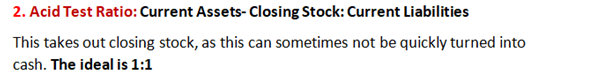 2. Acid Test Ratio: Current Assets- Closing Stock: Current Liabilities
This takes out closing stock, as this can sometimes not be quickly turned into
cash. The ideal is 1:1